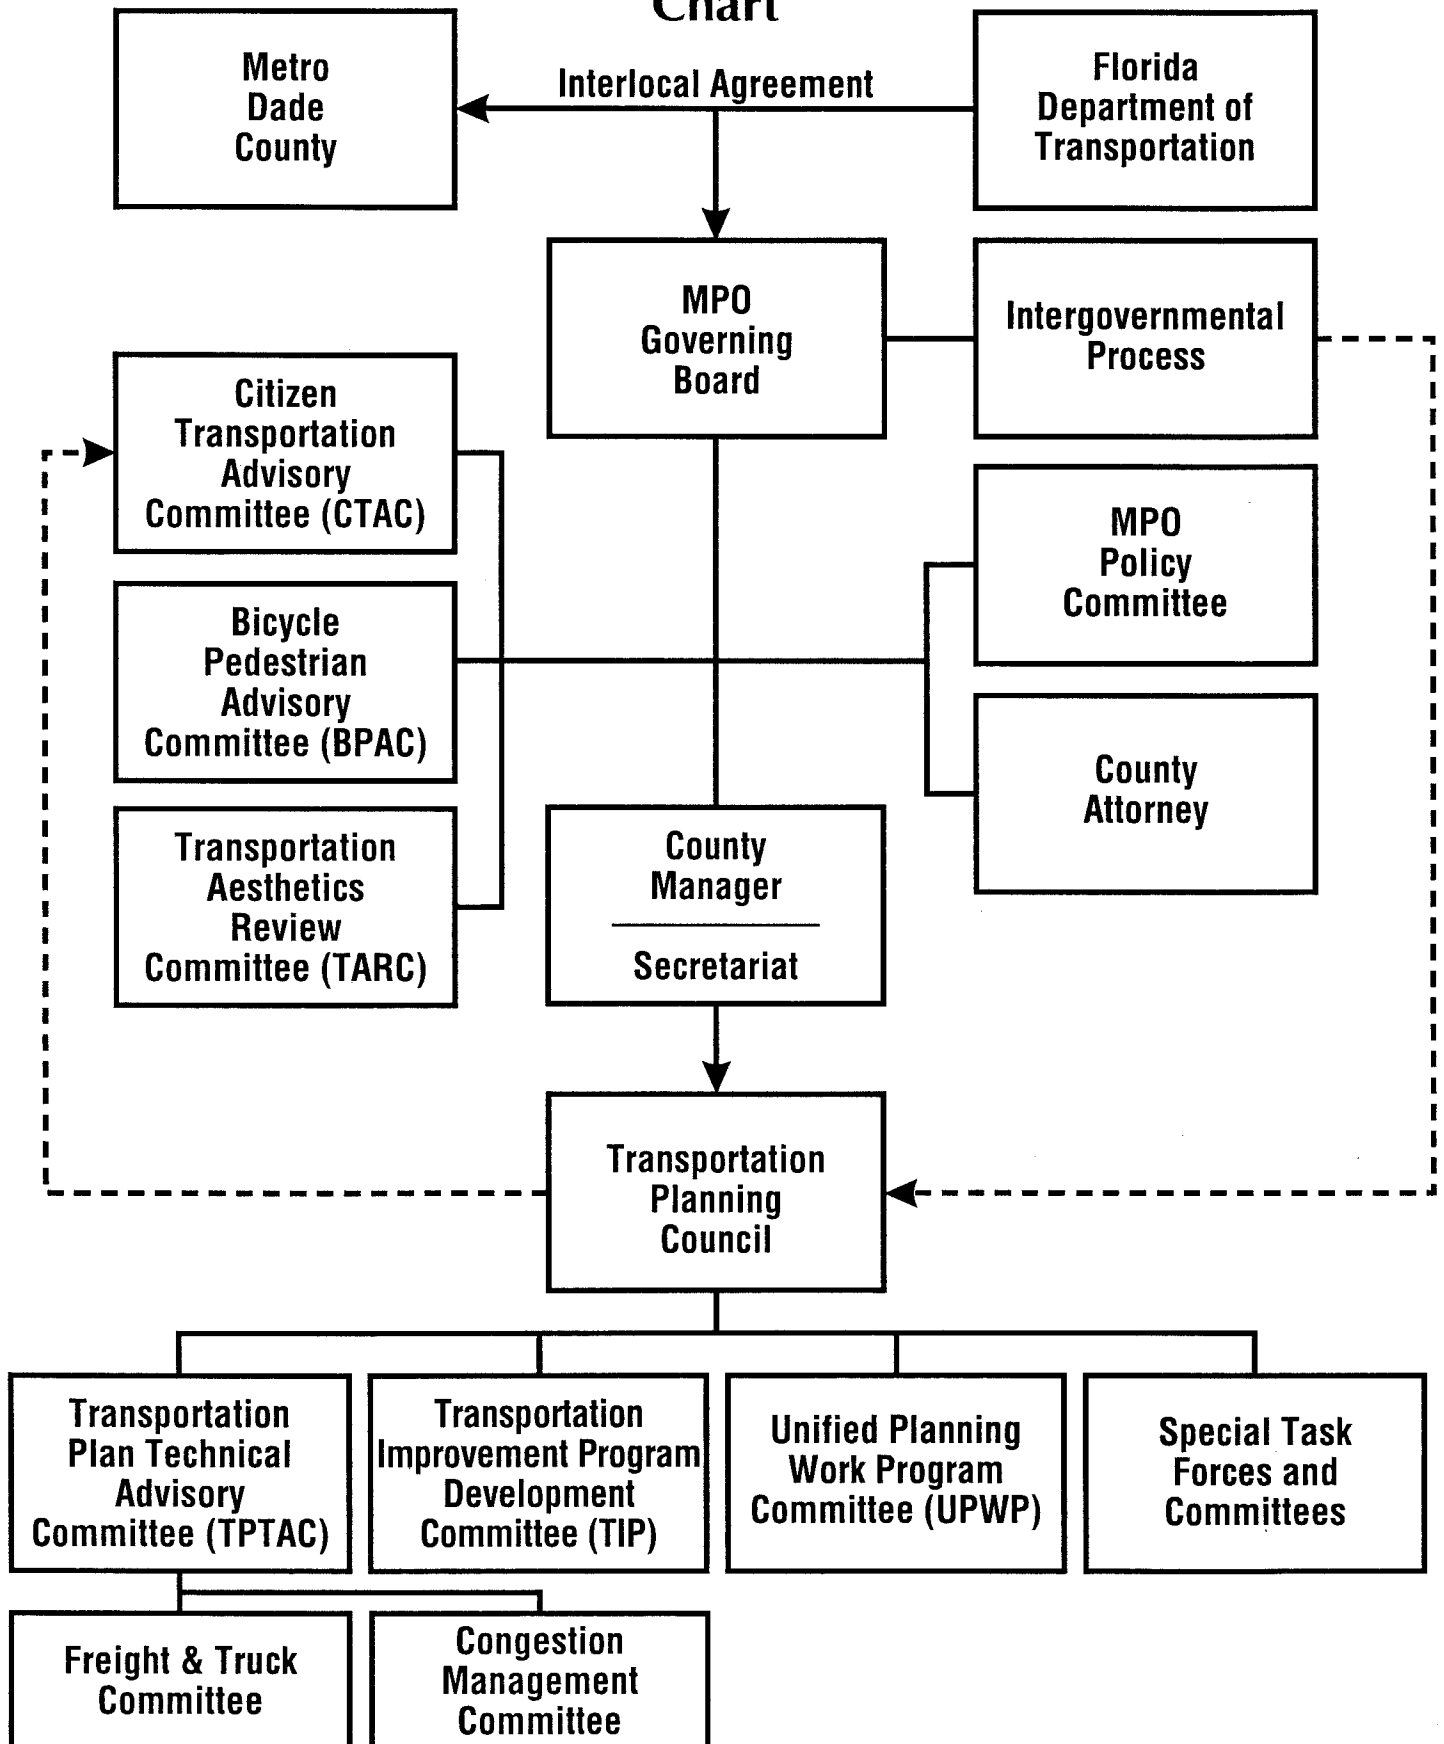 Chart
Metro
Dade
County
Interlocal Agreement
Florida
Department of
Transportation
MPO
Governing
Board
Intergovernmental
Process
Citizen
Transportation
Advisory
Committee (CTAC)
MPO
Policy
Committee
Bicycle
Pedestrian
Advisory
Committee (BPAC)
County
Attorney
Transportation
Aesthetics
Review
Committee (TARC)
County
Manager
Secretariat
Transportation
Planning
Council
Transportation
Plan Technical
Advisory
Committee (TPTAC)
Transportation
Improvement Program
Development
Committee (TIP)
Unified Planning
Work Program
Committee (UPWP)
Special Task
Forces and
Committees
Freight & Truck
Committee
Congestion
Management
Committee